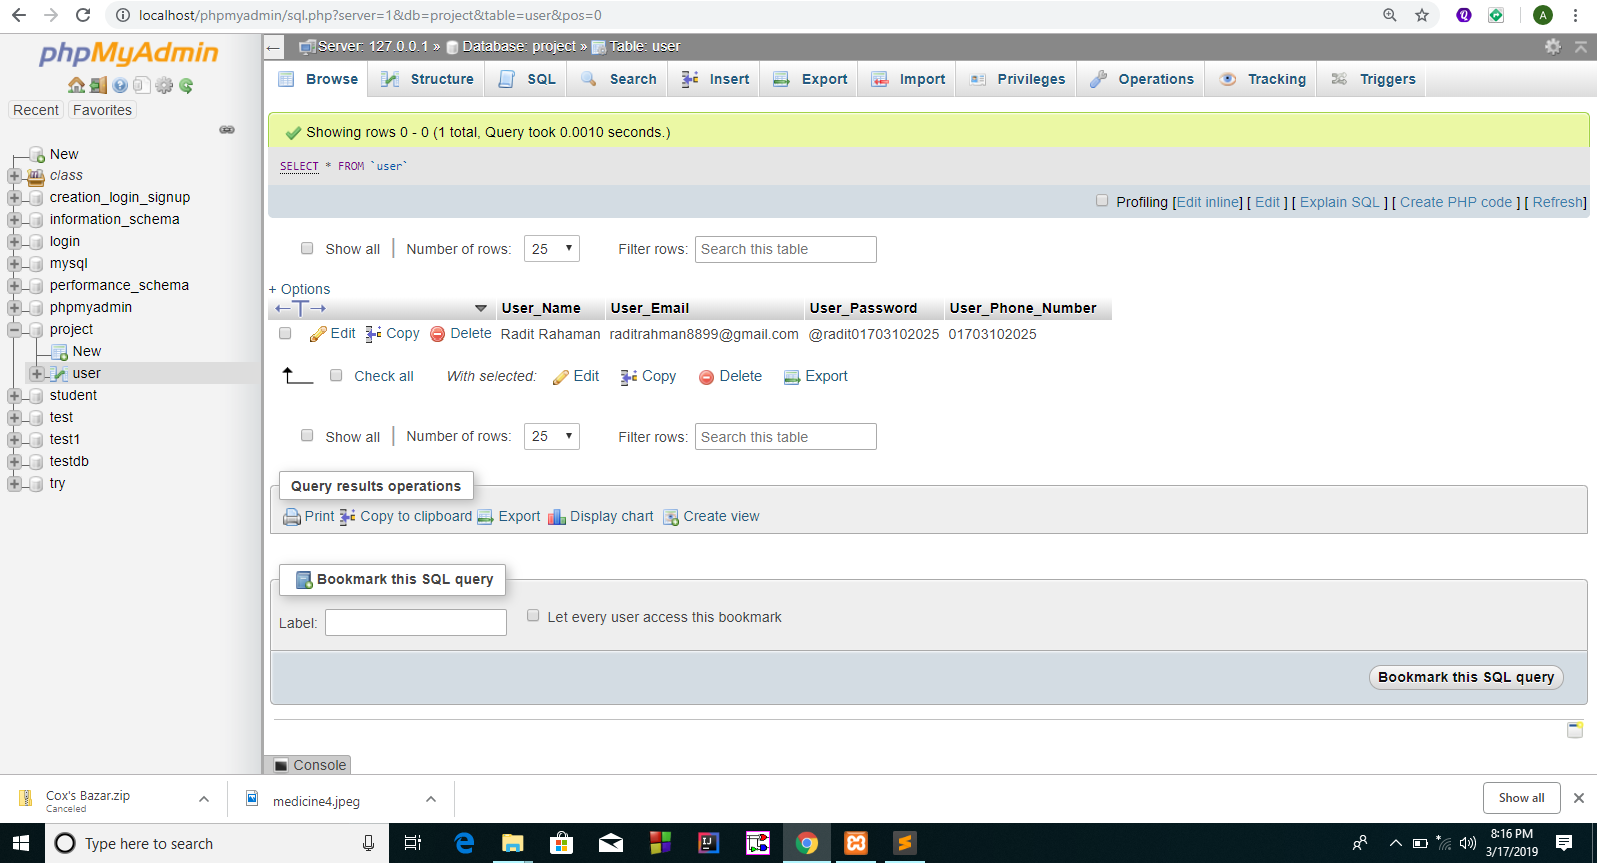 localhost/phpmyadmin/sql.php?server=1&db=project&table=user&pos=0
phpMyAdmin
Recent Favorites
New
class
creation_login_signup
information_schema
login
mysql
performance_schema
phpmyadmin
project
New
user
student
test
test1
testdb
try
Server: 127.0.0.1 » Database: project » Table: user
Browse Structure SQL Search Insert Export Import Privileges Operations Tracking Triggers
Showing rows 0 - 0 (1 total, Query took 0.0010 seconds.)
SELECT * FROM `user`
Profiling [Edit inline] [ Edit ] [ Explain SQL ] [ Create PHP code ] [ Refresh]
Show all Number of rows: 25 Filter rows: Search this table
+ Options
User_Name User_Email User_Password User_Phone_Number
Edit Copy Delete Radit Rahaman raditrahman8899@gmail.com @radit01703102025 01703102025
Check all With selected: Edit Copy Delete Export
Show all Number of rows: 25 Filter rows: Search this table
Query results operations
Print Copy to clipboard Export Display chart Create view
Bookmark this SQL query
Label: Let every user access this bookmark
Bookmark this SQL query
Console
Cox's Bazar.zip
Canceled
medicine4.jpeg
Show all
Type here to search
8:16 PM
3/17/2019